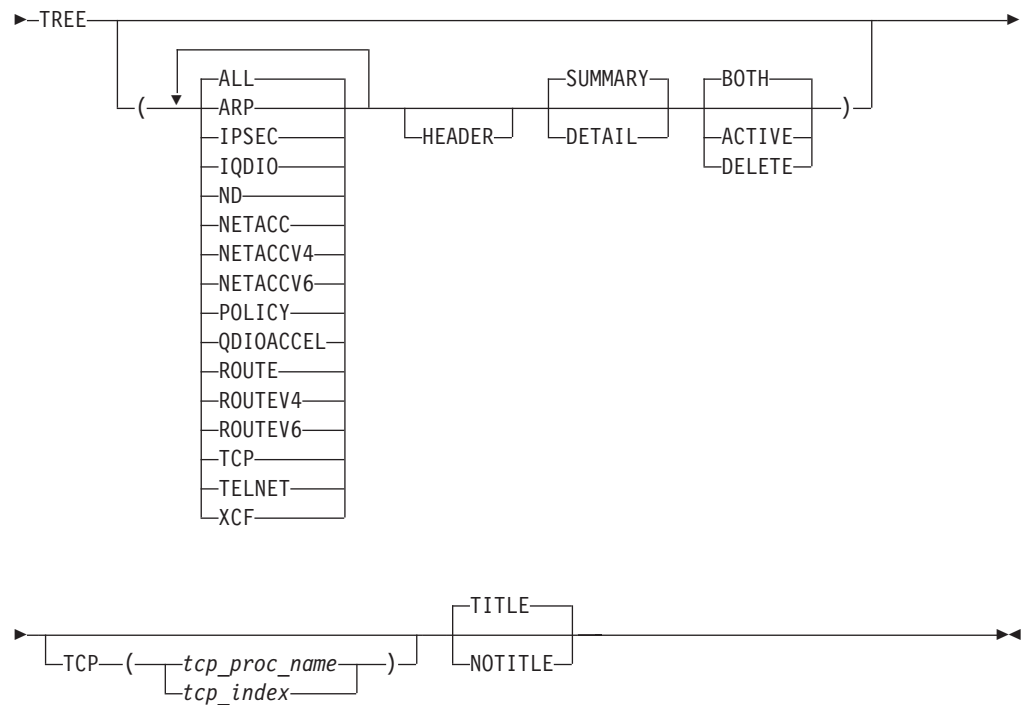 TREE
ALL SUMMARY BOTH
( ARP )
IPSEC HEADER DETAIL ACTIVE
IQDIO DELETE
ND
NETACC
NETACCV4
NETACCV6
POLICY
QDIOACCEL
ROUTE
ROUTEV4
ROUTEV6
TCP
TELNET
XCF
TITLE
TCP ( tcp_proc_name ) NOTITLE
tcp_index